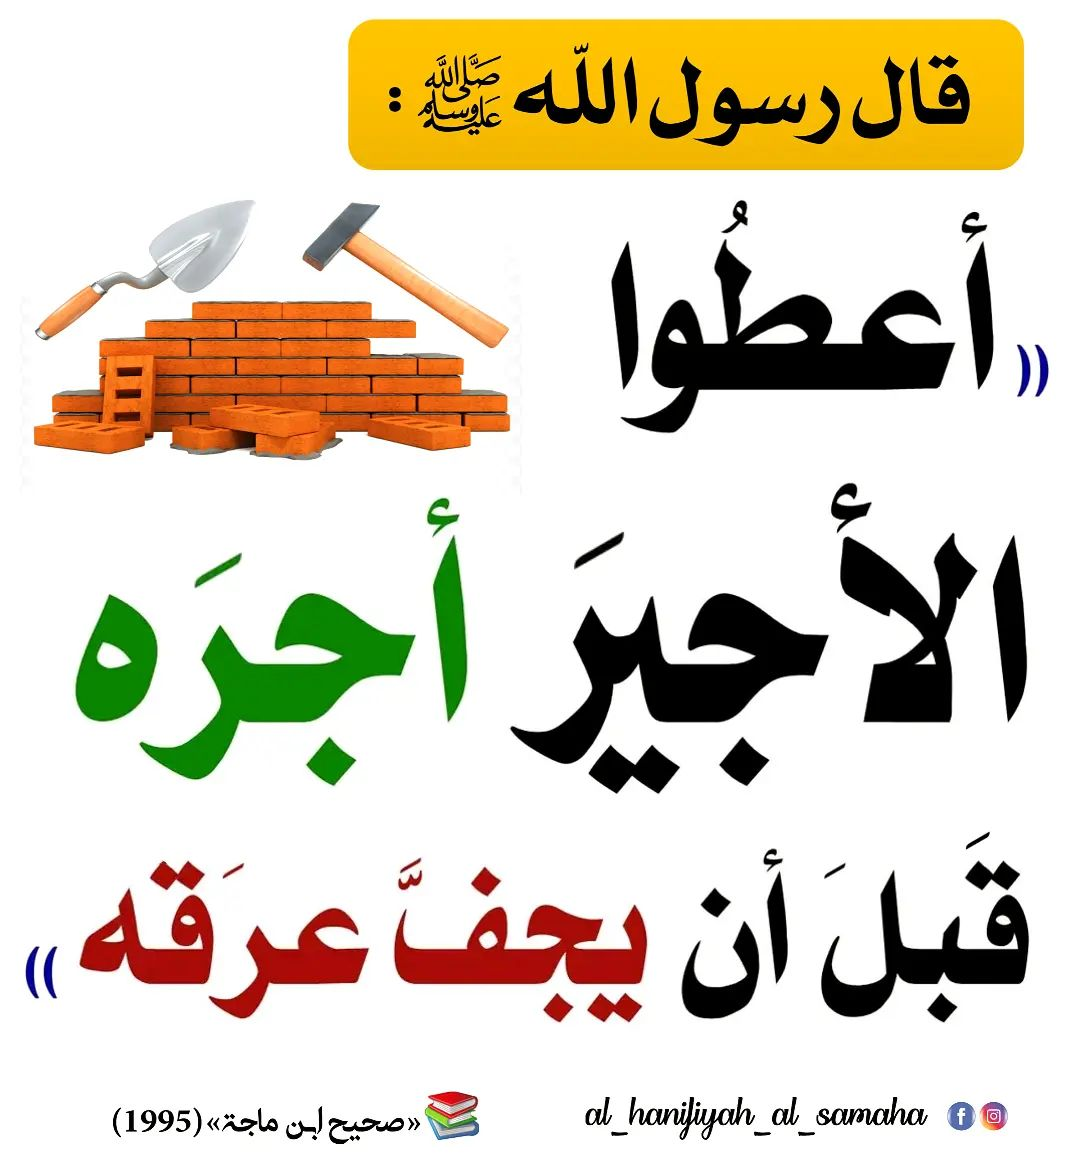 قال رسول الله ﷺ :
(( أعطُوا
الأجيرَ أجرَه
قَبلَ أن يجفَّ عرَقه ))
«صحيح ابن ماجة» (1995)
al_hanifiyah_al_samaha